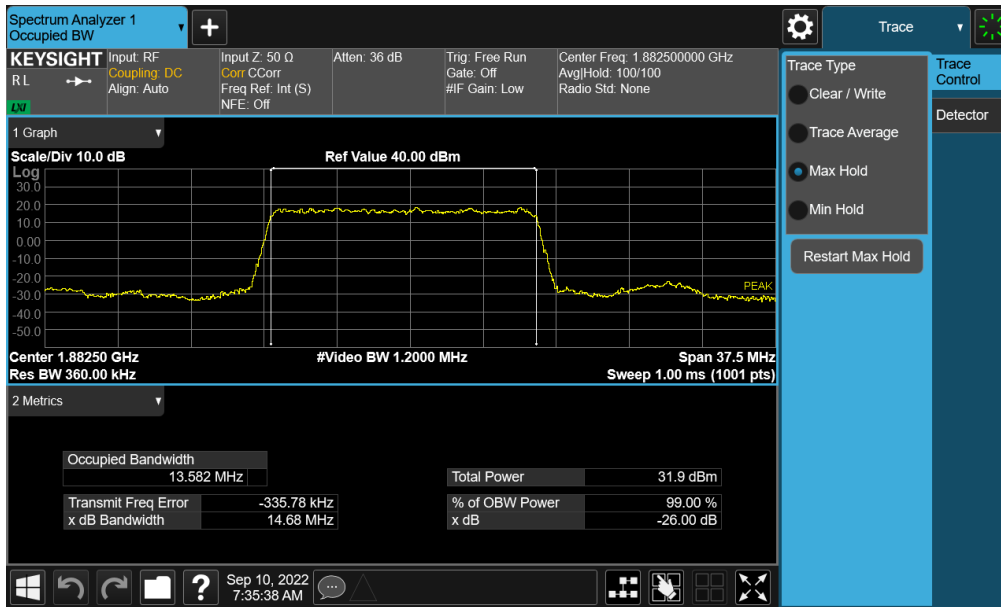 Spectrum Analyzer 1
Occupied BW
+
Trace
KEYSIGHT
R L
LXI
Input: RF
Coupling: DC
Align: Auto
Input Z: 50 Ω
Corr CCorr
Freq Ref: Int (S)
NFE: Off
Atten: 36 dB
Trig: Free Run
Gate: Off
#IF Gain: Low
Center Freq: 1.882500000 GHz
Avg|Hold: 100/100
Radio Std: None
1 Graph
Scale/Div 10.0 dB
Ref Value 40.00 dBm
Log
30.0
20.0
10.0
0.00
-10.0
-20.0
-30.0
-40.0
-50.0
PEAK
Center 1.88250 GHz
#Video BW 1.2000 MHz
Span 37.5 MHz
Res BW 360.00 kHz
Sweep 1.00 ms (1001 pts)
2 Metrics
Occupied Bandwidth
13.582 MHz
Total Power 31.9 dBm
Transmit Freq Error -335.78 kHz
% of OBW Power 99.00 %
x dB Bandwidth 14.68 MHz
x dB -26.00 dB
Trace Type
Clear / Write
Trace Average
Max Hold
Min Hold
Restart Max Hold
Trace
Control
Detector
?
Sep 10, 2022
7:35:38 AM